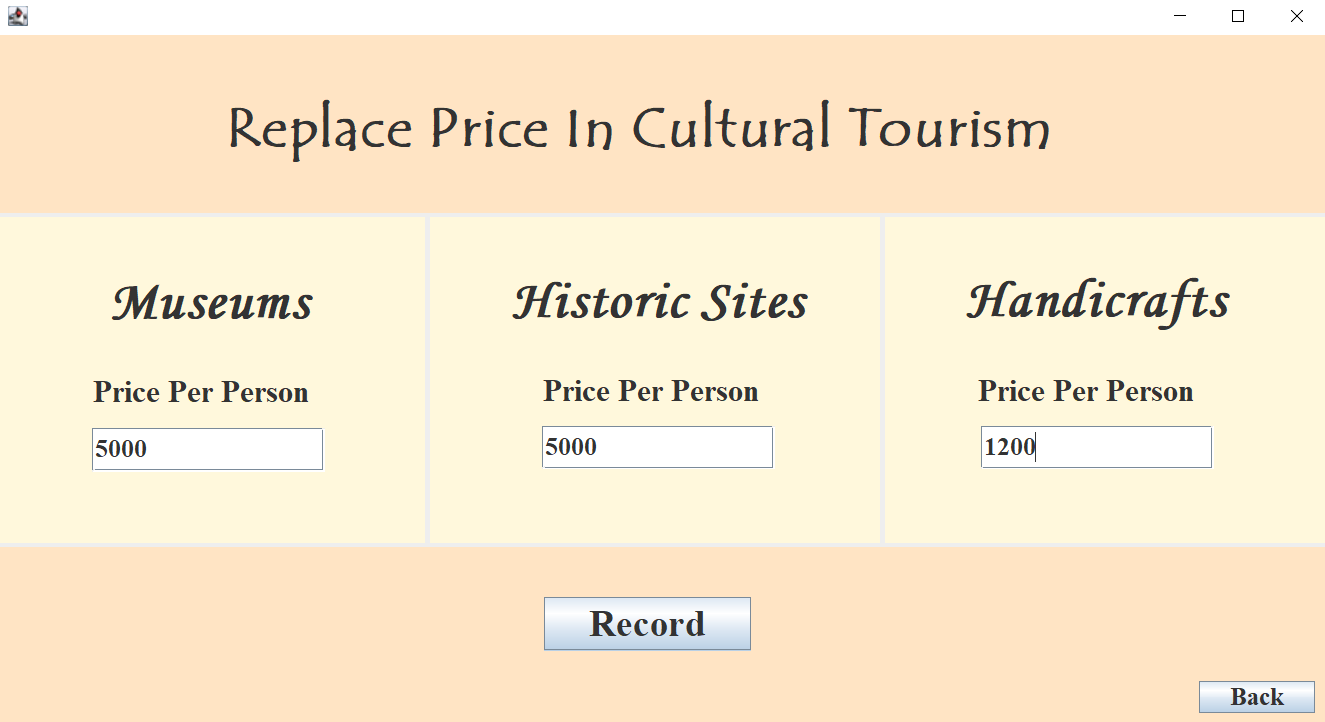 Replace Price In Cultural Tourism
Museums
Price Per Person
5000
Historic Sites
Price Per Person
5000
Handicrafts
Price Per Person
1200
Record
Back